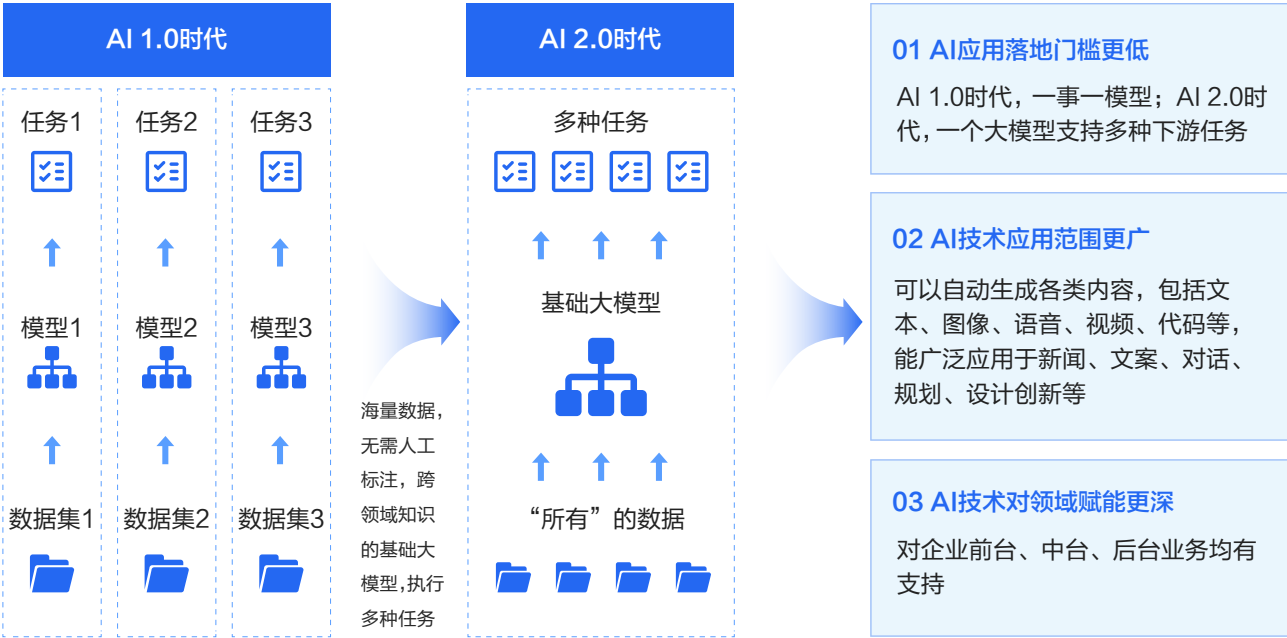 AI 1.0时代
任务1
任务2
任务3
模型1
模型2
模型3
数据集1
数据集2
数据集3
海量数据，
无需人工
标注，跨
领域知识
的基础大
模型,执行
多种任务
AI 2.0时代
多种任务
基础大模型
“所有”的数据
01 AI应用落地门槛更低
AI 1.0时代，一事一模型；AI 2.0时
代，一个大模型支持多种下游任务
02 AI技术应用范围更广
可以自动生成各类内容，包括文
本、图像、语音、视频、代码等，
能广泛应用于新闻、文案、对话、
规划、设计创新等
03 AI技术对领域赋能更深
对企业前台、中台、后台业务均有
支持